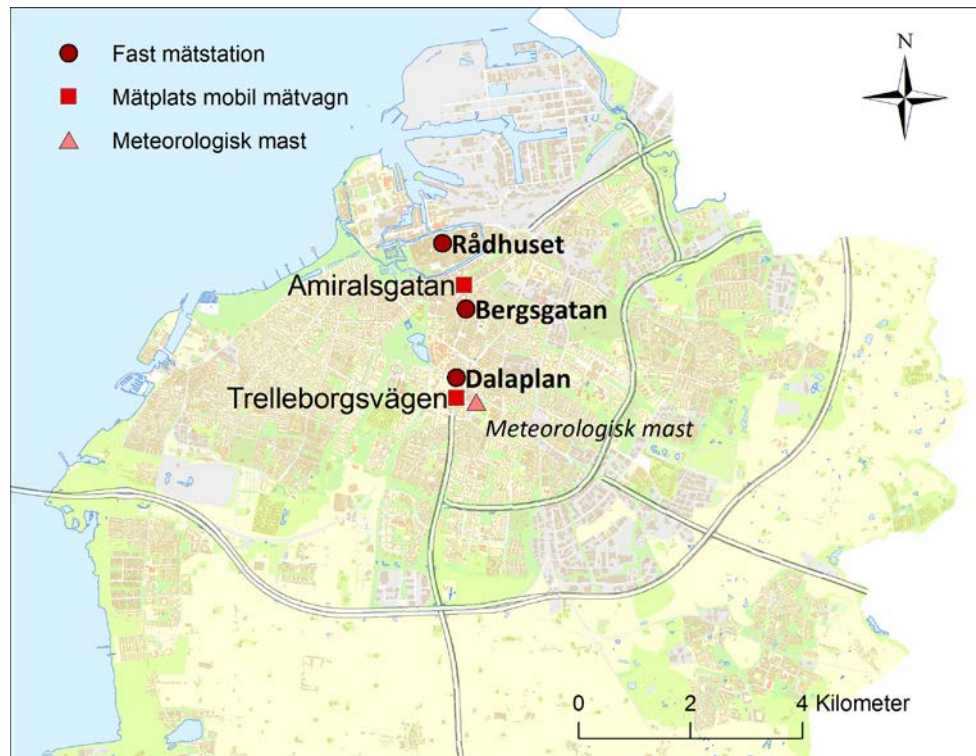 Fast mätstation
Mätplats mobil mätvagn
Meteorologisk mast
N
Rådhuset
Amiralsgatan
Bergsgatan
Dalaplan
Trelleborgsvägen
Meteorologisk mast
0 2 4 Kilometer